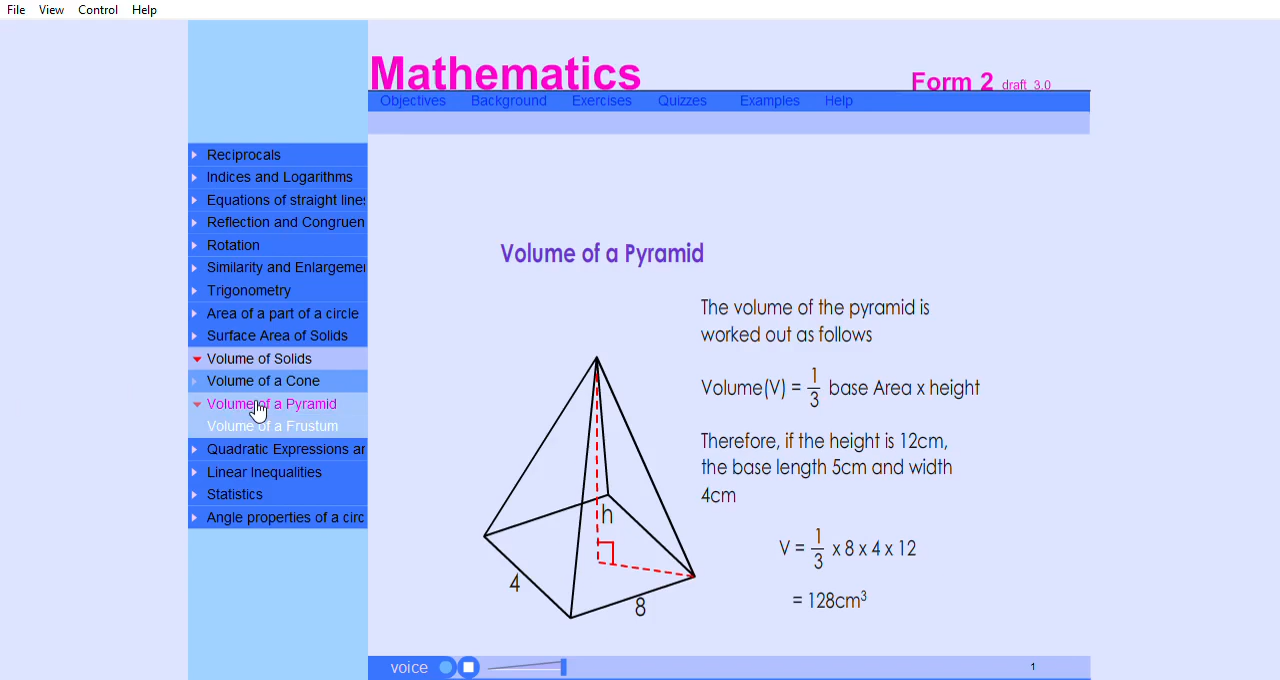 File View Control Help
Mathematics
Form 2 draft 3.0
Objectives Background Exercises Quizzes Examples Help
Reciprocals
Indices and Logarithms
Equations of straight lines
Reflection and Congruen
Rotation
Similarity and Enlargemen
Trigonometry
Area of a part of a circle
Surface Area of Solids
Volume of Solids
Volume of a Cone
Volume of a Pyramid
Volume of a Frustum
Quadratic Expressions ar
Linear Inequalities
Statistics
Angle properties of a circ
Volume of a Pyramid
The volume of the pyramid is
worked out as follows
Volume(V) = 1/3 base Area x height
Therefore, if the height is 12cm,
the base length 5cm and width
4cm
V = 1/3 x 8 x 4 x 12
= 128cm³
h
4
8
voice
1